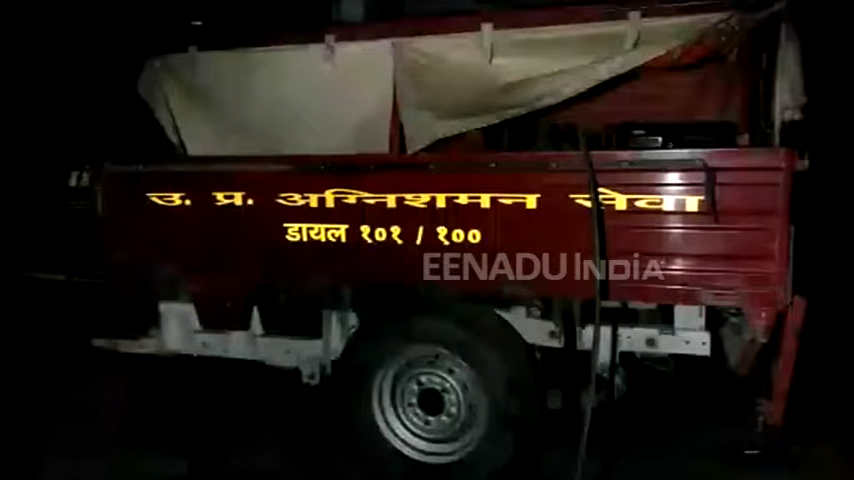 उ. प्र. अग्निशमन सेवा
डायल १०१ / १००
EENADU INDIA